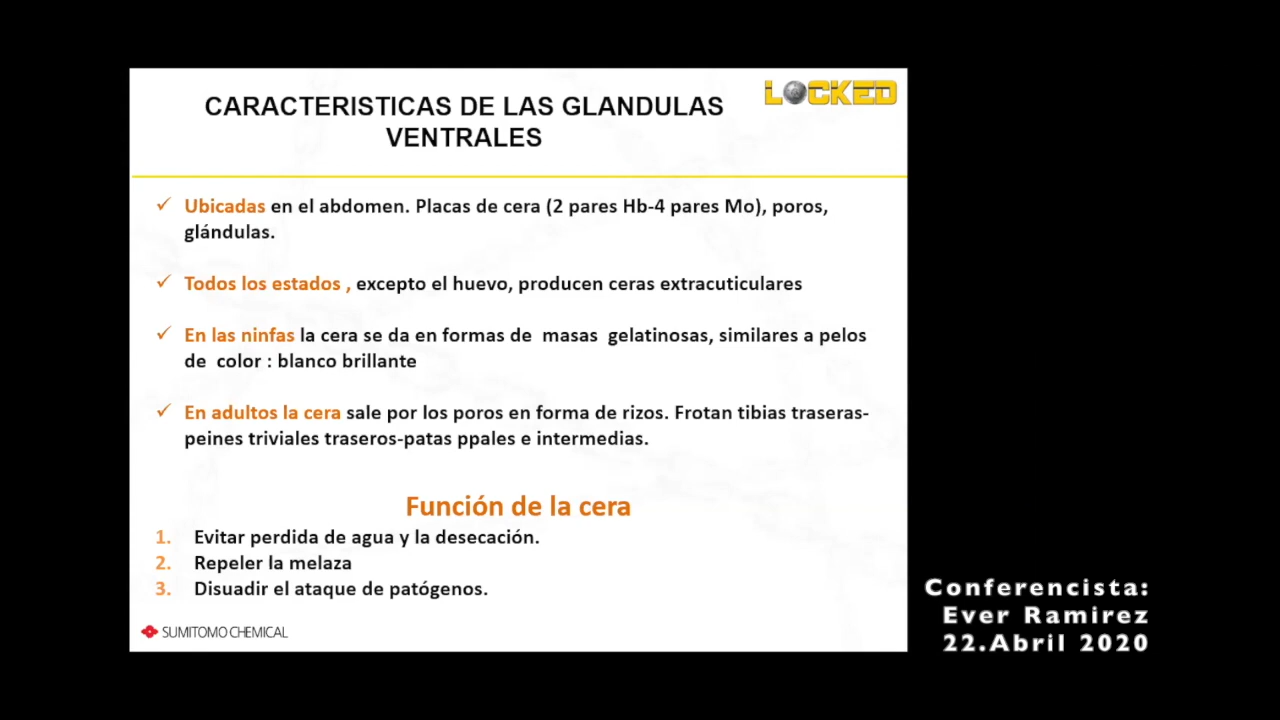 LOCKED
CARACTERISTICAS DE LAS GLANDULAS
VENTRALES
✓ Ubicadas en el abdomen. Placas de cera (2 pares Hb-4 pares Mo), poros,
glándulas.
✓ Todos los estados , excepto el huevo, producen ceras extracuticulares
✓ En las ninfas la cera se da en formas de masas gelatinosas, similares a pelos
de color : blanco brillante
✓ En adultos la cera sale por los poros en forma de rizos. Frotan tibias traseras-
peines triviales traseros-patas ppales e intermedias.
Función de la cera
1. Evitar perdida de agua y la desecación.
2. Repeler la melaza
3. Disuadir el ataque de patógenos.
SUMITOMO CHEMICAL
Conferencista:
Ever Ramirez
22.Abril 2020